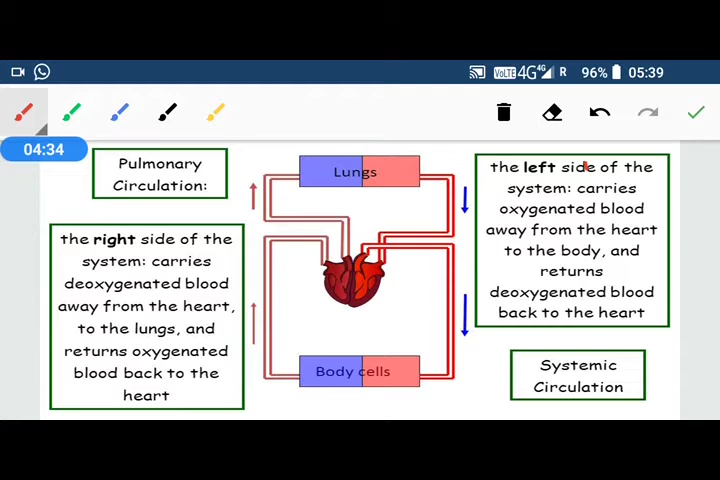 VoLTE 4G 4G R 96% 05:39
04:34
Pulmonary
Circulation:
the right side of the
system: carries
deoxygenated blood
away from the heart,
to the lungs, and
returns oxygenated
blood back to the
heart
Lungs
Body cells
the left side of the
system: carries
oxygenated blood
away from the heart
to the body, and
returns
deoxygenated blood
back to the heart
Systemic
Circulation